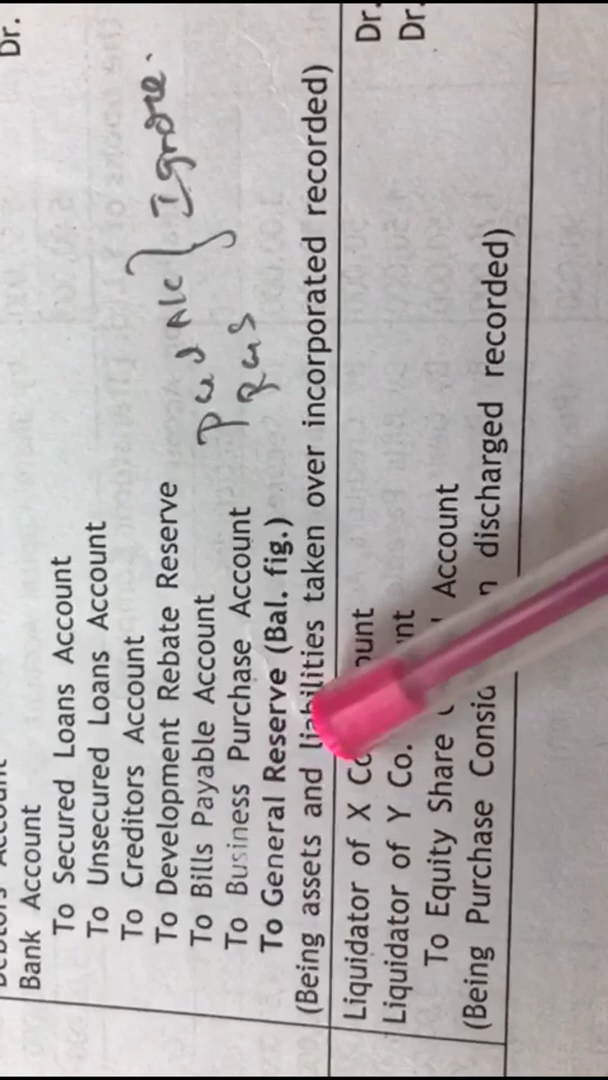 Dr.
Bank Account
To Secured Loans Account
To Unsecured Loans Account
To Creditors Account
To Development Rebate Reserve
To Bills Payable Account
To Business Purchase Account
To General Reserve (Bal. fig.)
Ignore.
(Being assets and liabilities taken over incorporated recorded)
Liquidator of X Dr.
Liquidator of Y Co. Dr.
To Equity Share Account
(Being Purchase discharged recorded)